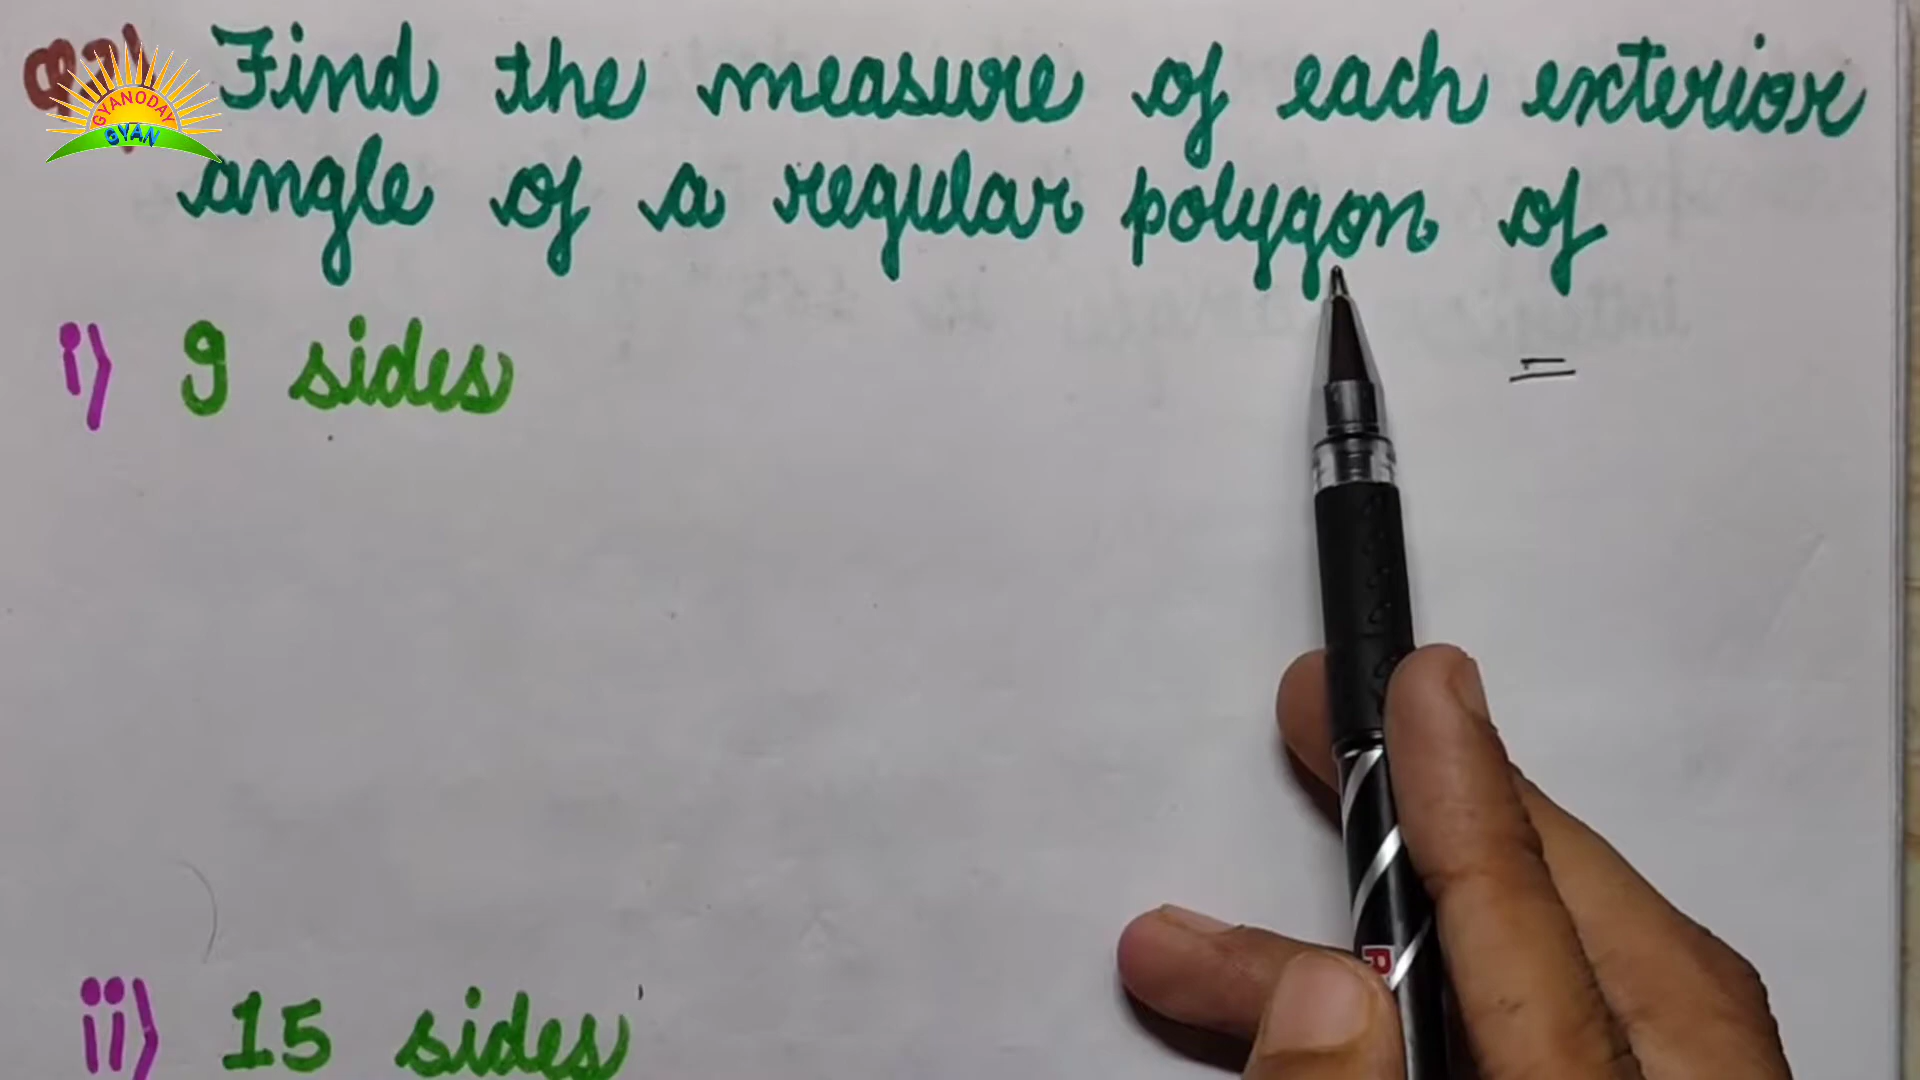 Find the measure of each exterior
angle of a regular polygon of
i) 9 sides
ii) 15 sides
GYANODAY
GYAN
R